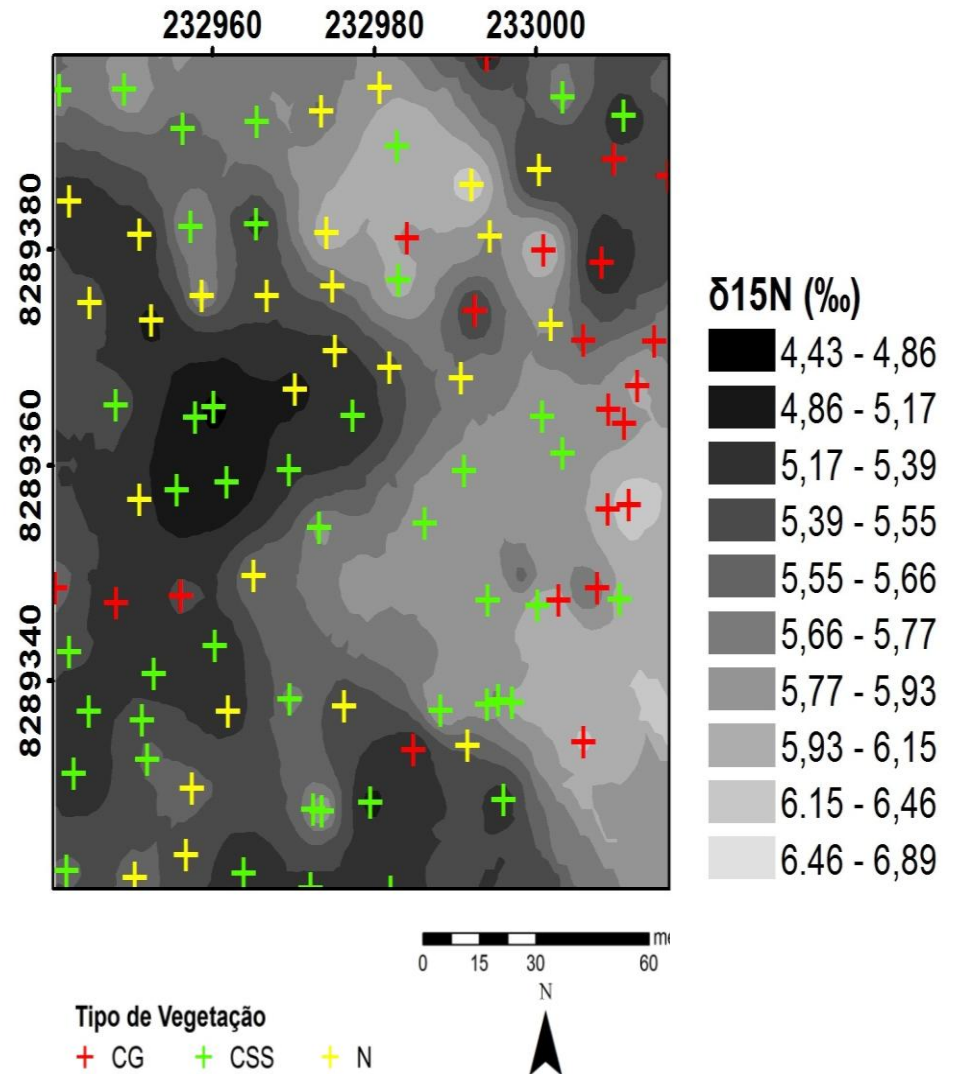 232960 232980 233000
8289380
8289360
8289340
δ15N (‰)
4,43 - 4,86
4,86 - 5,17
5,17 - 5,39
5,39 - 5,55
5,55 - 5,66
5,66 - 5,77
5,77 - 5,93
5,93 - 6,15
6.15 - 6,46
6.46 - 6,89
0 15 30 60
N
Tipo de Vegetação
CG CSS N